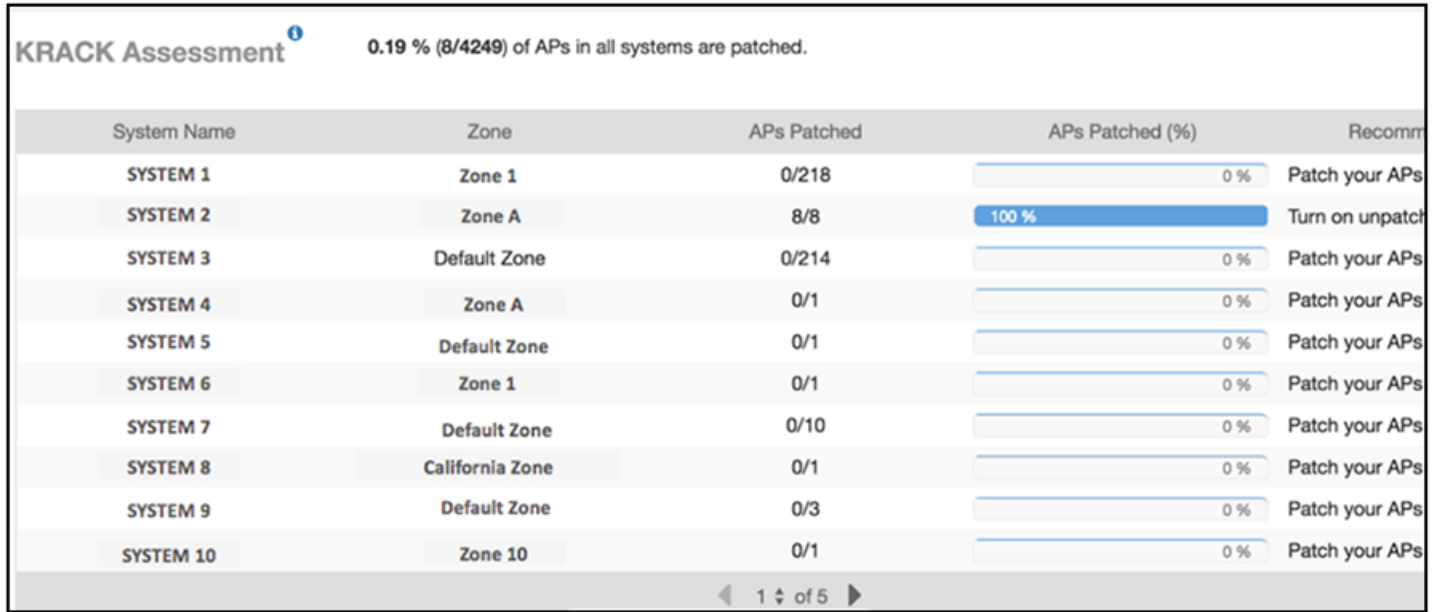 KRACK Assessment i 0.19 % (8/4249) of APs in all systems are patched.
System Name Zone APs Patched APs Patched (%) Recomm
SYSTEM 1 Zone 1 0/218 0 % Patch your APs
SYSTEM 2 Zone A 8/8 100 % Turn on unpatch
SYSTEM 3 Default Zone 0/214 0 % Patch your APs
SYSTEM 4 Zone A 0/1 0 % Patch your APs
SYSTEM 5 Default Zone 0/1 0 % Patch your APs
SYSTEM 6 Zone 1 0/1 0 % Patch your APs
SYSTEM 7 Default Zone 0/10 0 % Patch your APs
SYSTEM 8 California Zone 0/1 0 % Patch your APs
SYSTEM 9 Default Zone 0/3 0 % Patch your APs
SYSTEM 10 Zone 10 0/1 0 % Patch your APs
1 of 5